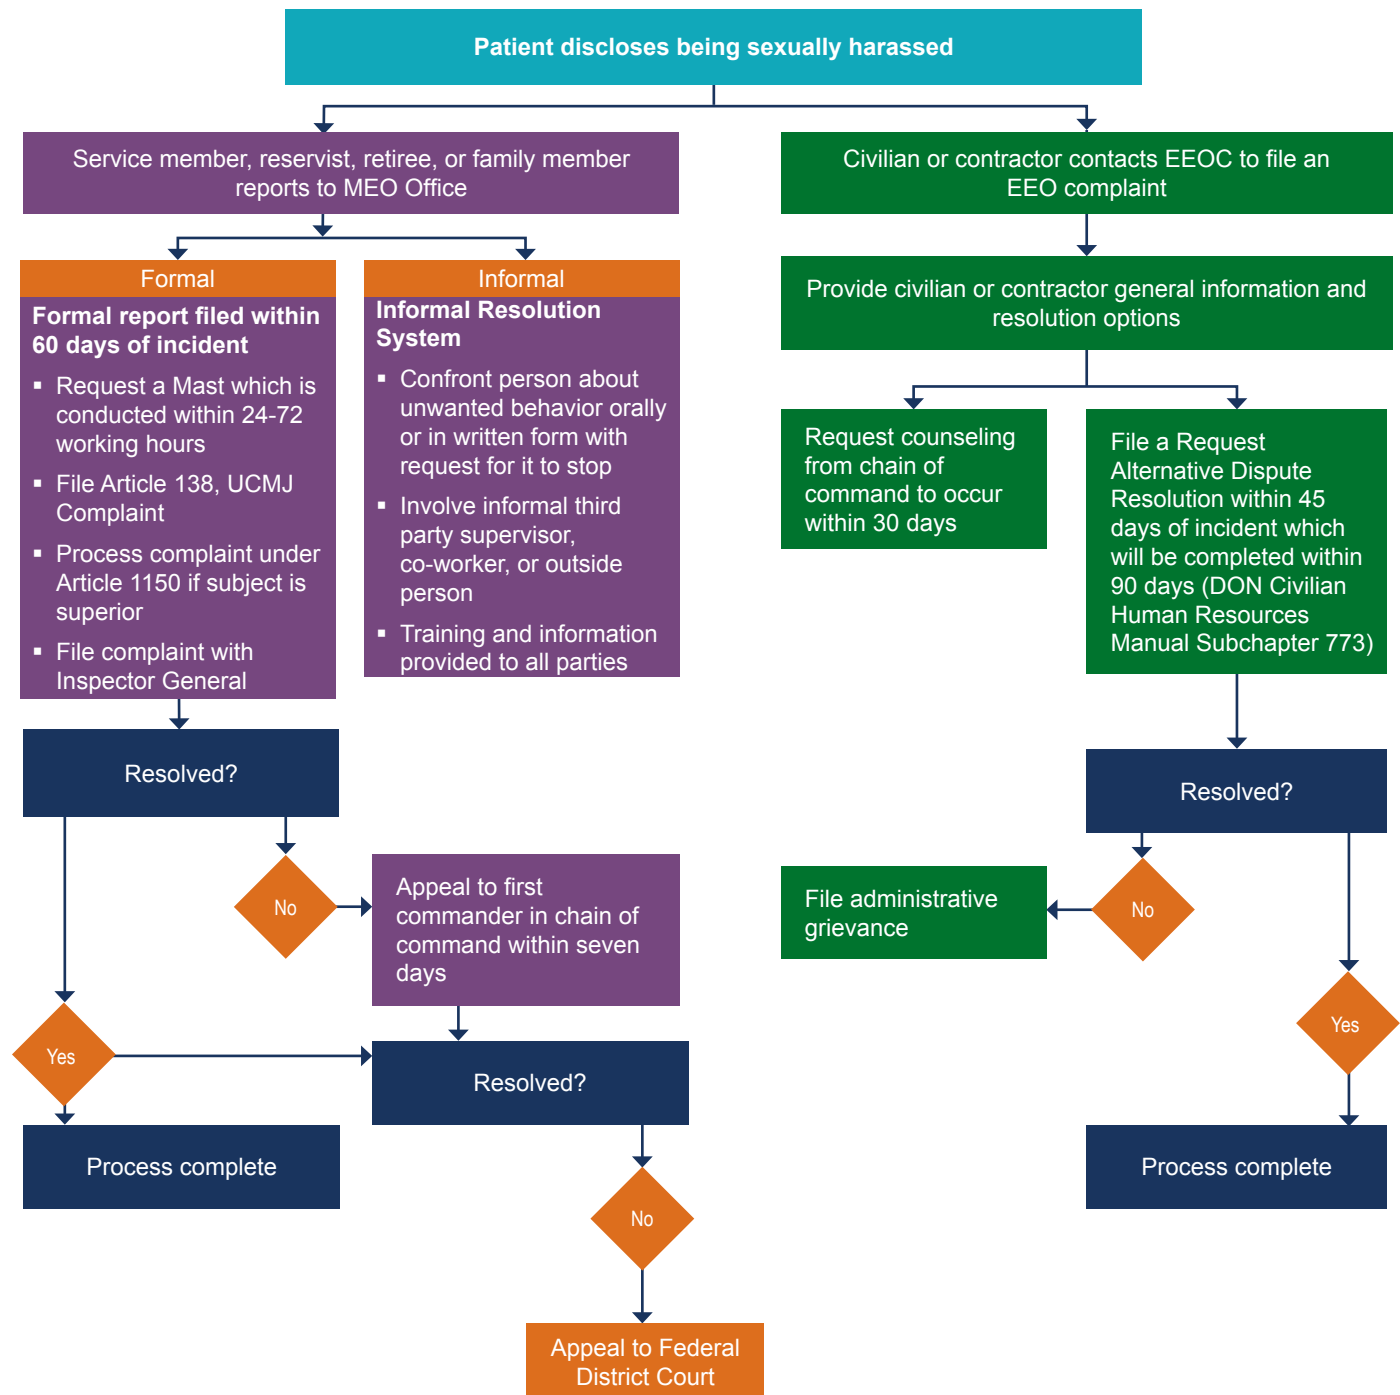 Patient discloses being sexually harassed
Service member, reservist, retiree, or family member
reports to MEO Office
Civilian or contractor contacts EEOC to file an
EEO complaint
Formal
Formal report filed within
60 days of incident
▪ Request a Mast which is
conducted within 24-72
working hours
▪ File Article 138, UCMJ
Complaint
▪ Process complaint under
Article 1150 if subject is
superior
▪ File complaint with
Inspector General
Informal
Informal Resolution
System
▪ Confront person about
unwanted behavior orally
or in written form with
request for it to stop
▪ Involve informal third
party supervisor,
co-worker, or outside
person
▪ Training and information
provided to all parties
Provide civilian or contractor general information and
resolution options
Request counseling
from chain of
command to occur
within 30 days
File a Request
Alternative Dispute
Resolution within 45
days of incident which
will be completed within
90 days (DON Civilian
Human Resources
Manual Subchapter 773)
Resolved?
No
Appeal to first
commander in chain of
command within seven
days
Yes
Resolved?
Process complete
No
Appeal to Federal
District Court
Resolved?
No
File administrative
grievance
Yes
Process complete